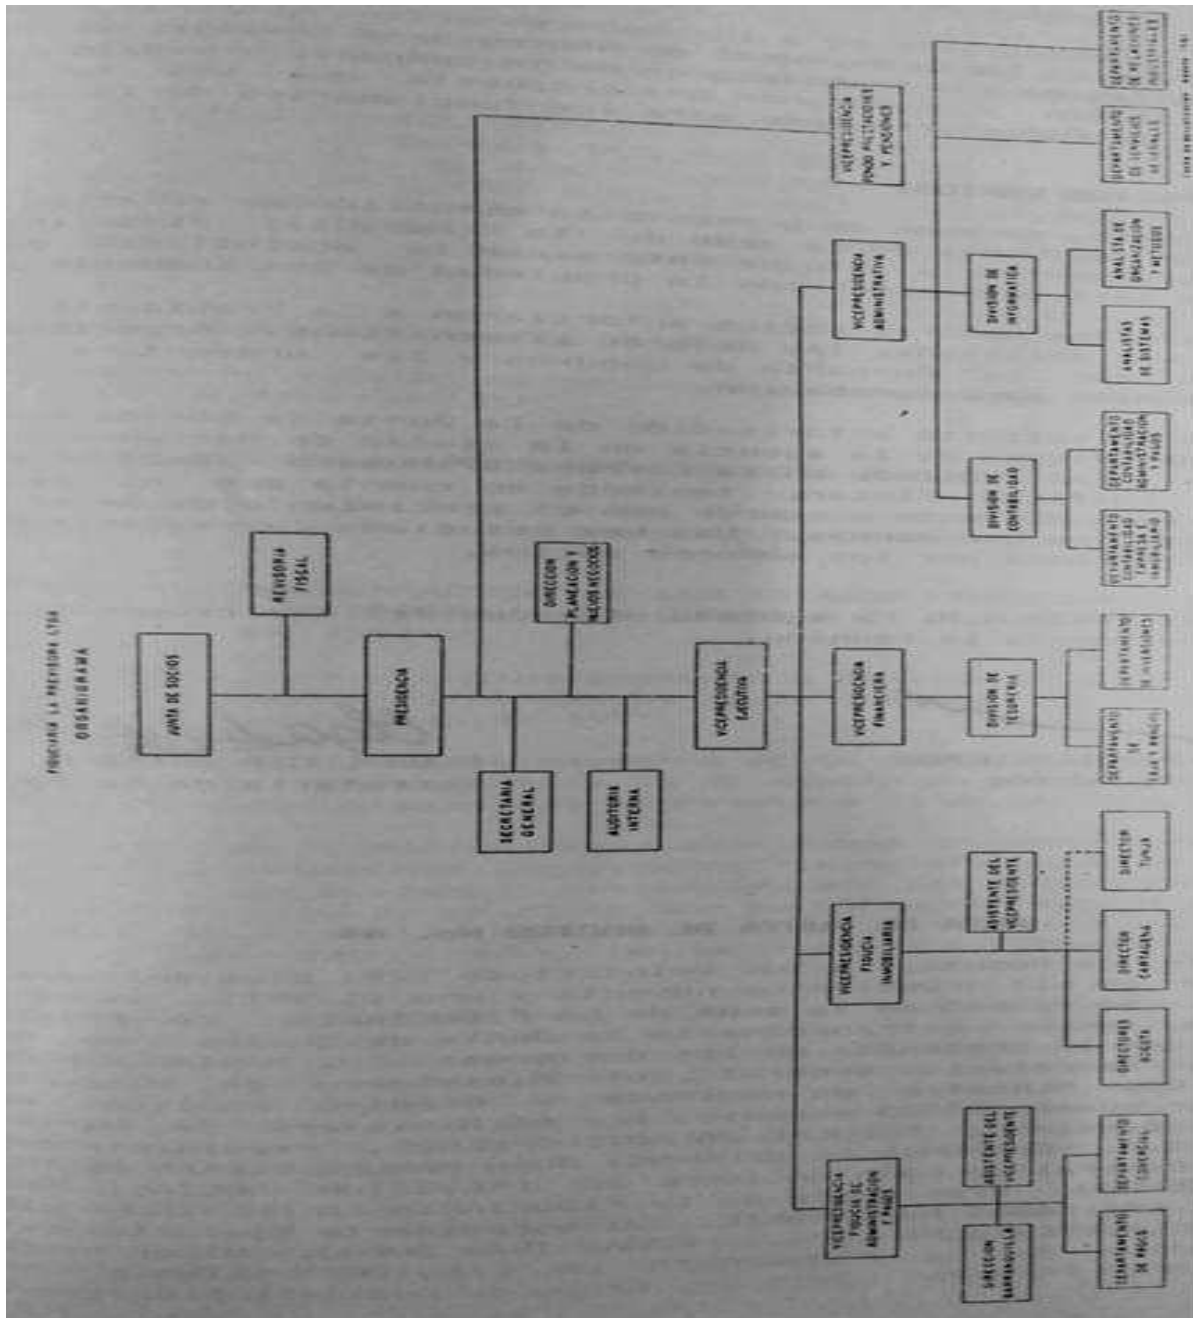 FIDUCIARIA LA PREVISORA LTDA
ORGANIGRAMA
JUNTA DE SOCIOS
REVISORIA
FISCAL
PRESIDENCIA
SECRETARIA
GENERAL
DIRECCION
PLANEACION Y
NUEVOS NEGOCIOS
AUDITORIA
INTERNA
VICEPRESIDENCIA
EJECUTIVA
VICEPRESIDENCIA
FIDUCIA DE
ADMINISTRACION
Y PAGOS
VICEPRESIDENCIA
FIDUCIA
INMOBILIARIA
VICEPRESIDENCIA
FINANCIERA
VICEPRESIDENCIA
ADMINISTRATIVA
VICEPRESIDENCIA
FONDO PRESTACIONES
Y PENSIONES
DIRECCION
BARRANQUILLA
ASISTENTE DEL
VICEPRESIDENTE
ASISTENTE DEL
VICEPRESIDENTE
DIVISION DE
TESORERIA
DIVISION DE
CONTABILIDAD
DIVISION DE
INFORMATICA
DEPARTAMENTO
DE PAGOS
DEPARTAMENTO
COMERCIAL
DIRECTORES
BOGOTA
DIRECTOR
CARTAGENA
DIRECTOR
TUNJA
DEPARTAMENTO
DE
CAJA Y BANCOS
DEPARTAMENTO
DE INVERSIONES
DEPARTAMENTO
CONTABILIDAD
EMPRESA E
INMOBILIARIO
DEPARTAMENTO
CONTABILIDAD
ADMINISTRACION
Y PAGOS
ANALISTAS
DE SISTEMAS
ANALISTA DE
ORGANIZACION
Y METODOS
DEPARTAMENTO
DE SERVICIOS
GENERALES
DEPARTAMENTO
DE RELACIONES
INDUSTRIALES